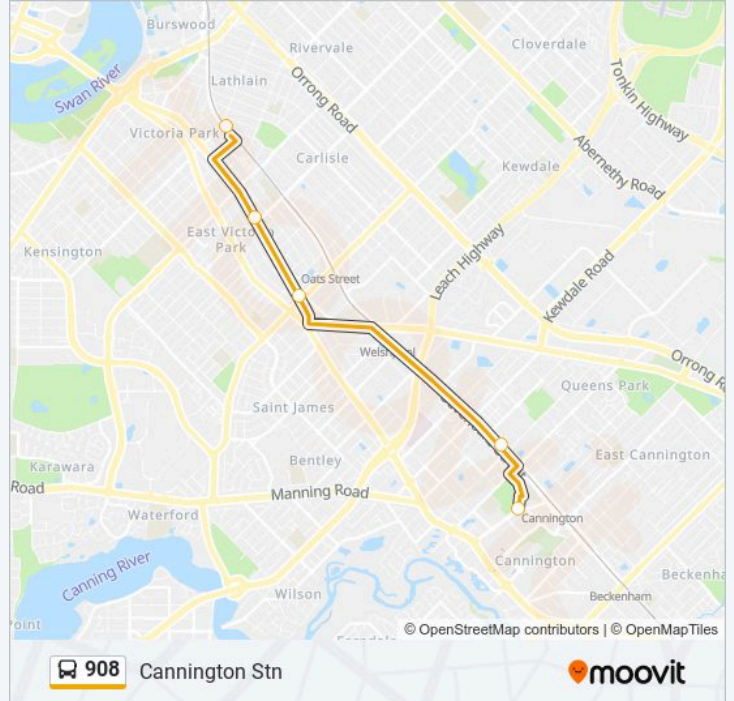 Burswood
Rivervale
Cloverdale
Lathlain
Orrong Road
Tonkin Highway
Swan River
Victoria Park
Carlisle
Abernethy Road
Kewdale
East Victoria
Park
Kensington
Leach Highway
Oats Street
Kewdale Road
Orrong R
Queens Park
Saint James
East Cannington
Bentley
Karawara
Road
Manning Road
Waterford
Cannington
Canning River
Cannington
Wilson
Beckenham
Beckenha
Point
© OpenStreetMap contributors | © OpenMapTiles
908 Cannington Stn
moovit